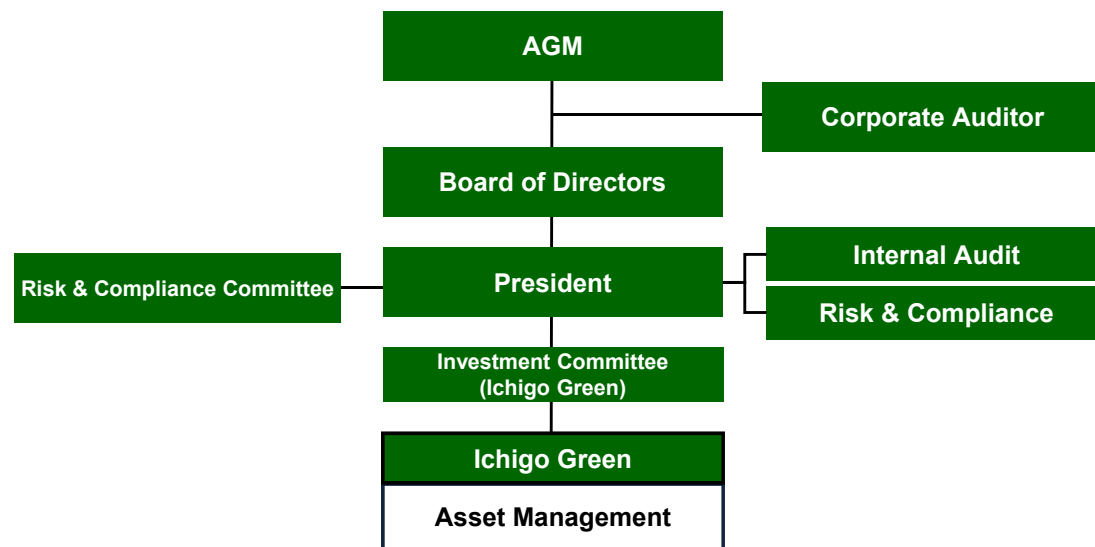 AGM
Corporate Auditor
Board of Directors
Internal Audit
President
Risk & Compliance Committee
Risk & Compliance
Investment Committee
(Ichigo Green)
Ichigo Green
Asset Management